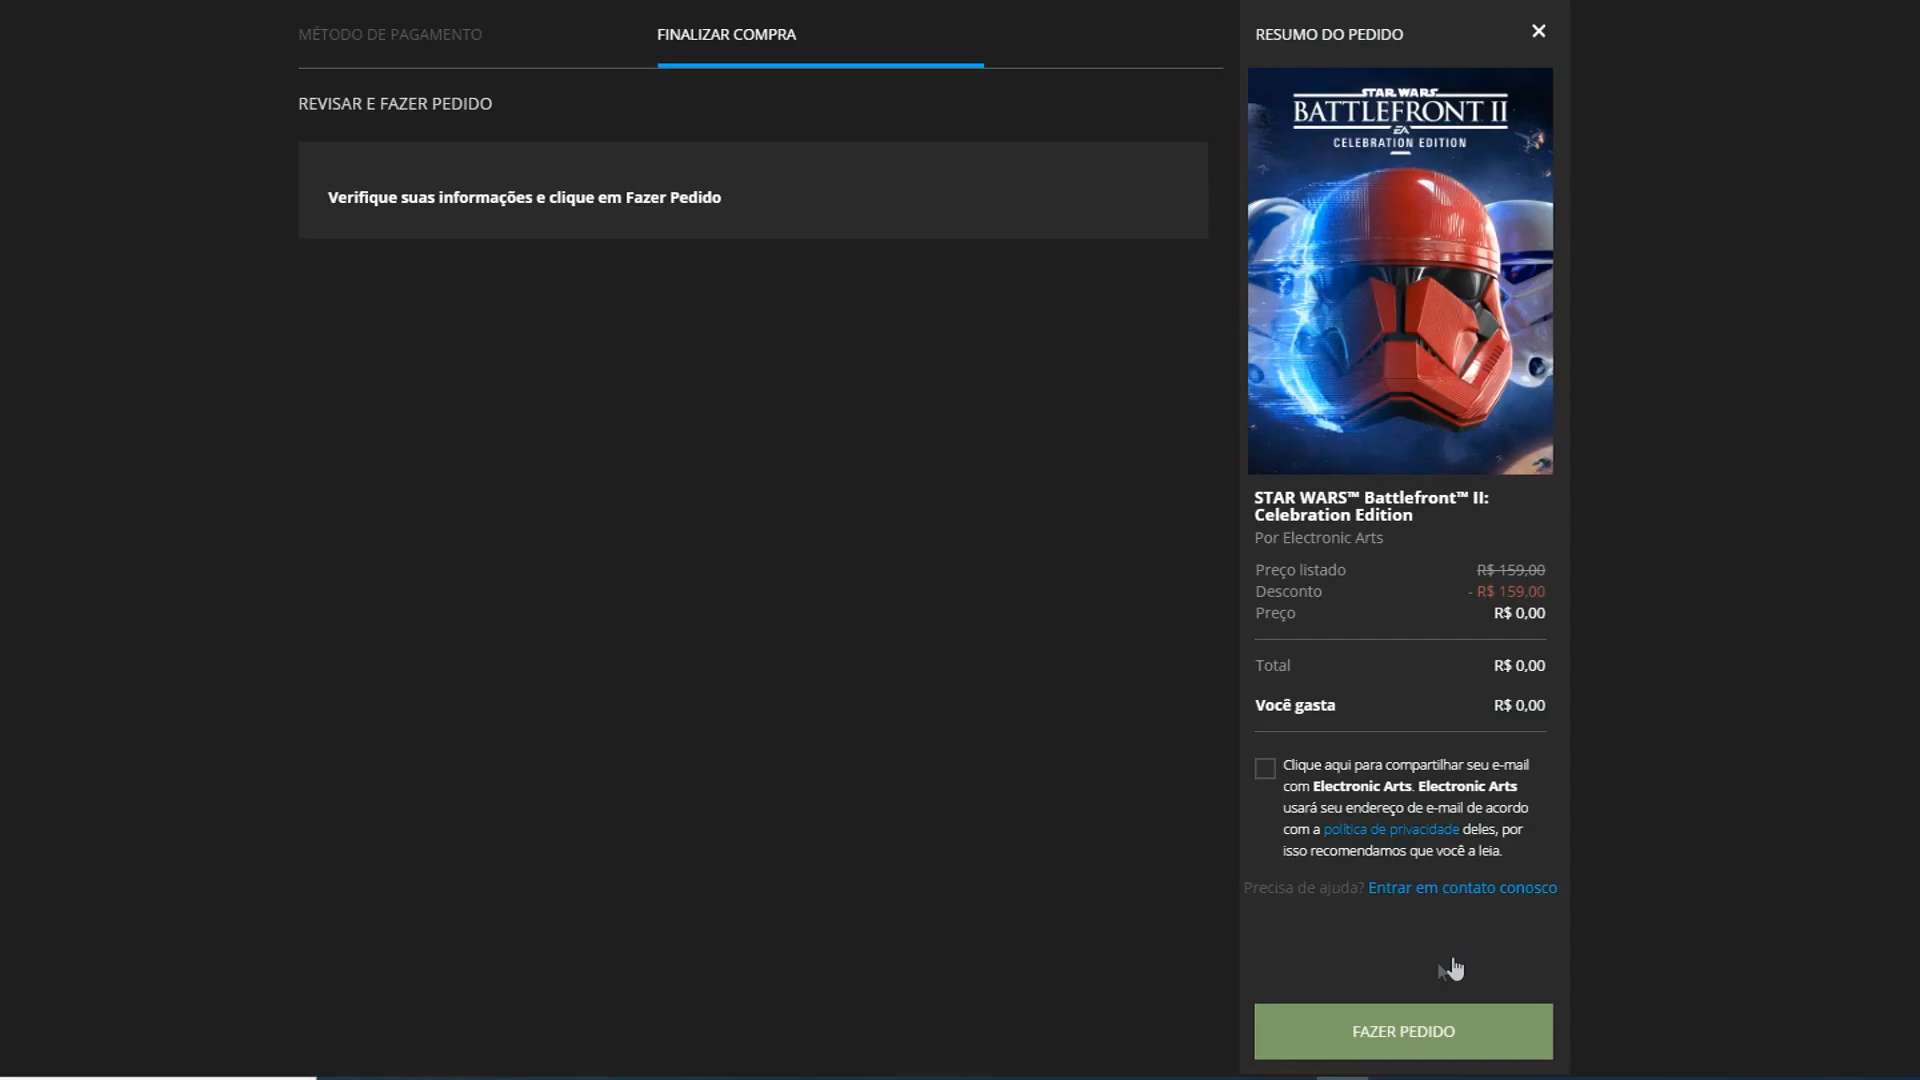 MÉTODO DE PAGAMENTO
FINALIZAR COMPRA
REVISAR E FAZER PEDIDO
Verifique suas informações e clique em Fazer Pedido
RESUMO DO PEDIDO
STAR WARS
BATTLEFRONT II
EA
CELEBRATION EDITION
STAR WARS™ Battlefront™ II:
Celebration Edition
Por Electronic Arts
Preço listado R$ 159,00
Desconto - R$ 159,00
Preço R$ 0,00
Total R$ 0,00
Você gasta R$ 0,00
Clique aqui para compartilhar seu e-mail
com Electronic Arts. Electronic Arts
usará seu endereço de e-mail de acordo
com a política de privacidade deles, por
isso recomendamos que você a leia.
Precisa de ajuda? Entrar em contato conosco
FAZER PEDIDO